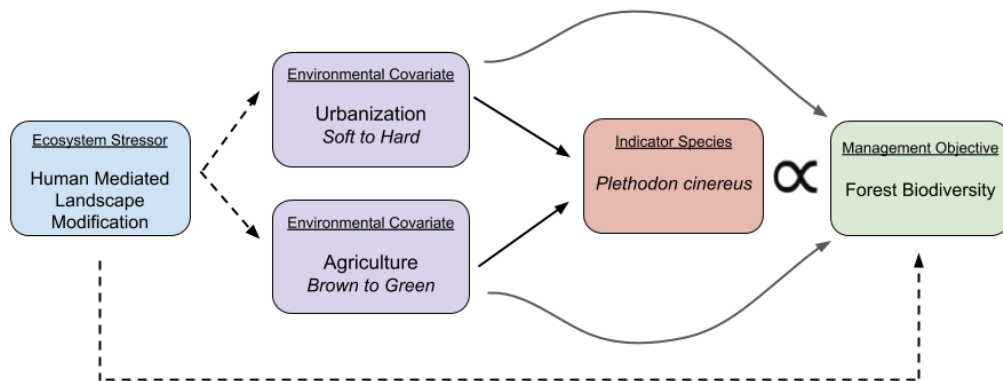 Ecosystem Stressor
Human Mediated
Landscape
Modification
Environmental Covariate
Urbanization
Soft to Hard
Environmental Covariate
Agriculture
Brown to Green
Indicator Species
Plethodon cinereus
∝
Management Objective
Forest Biodiversity